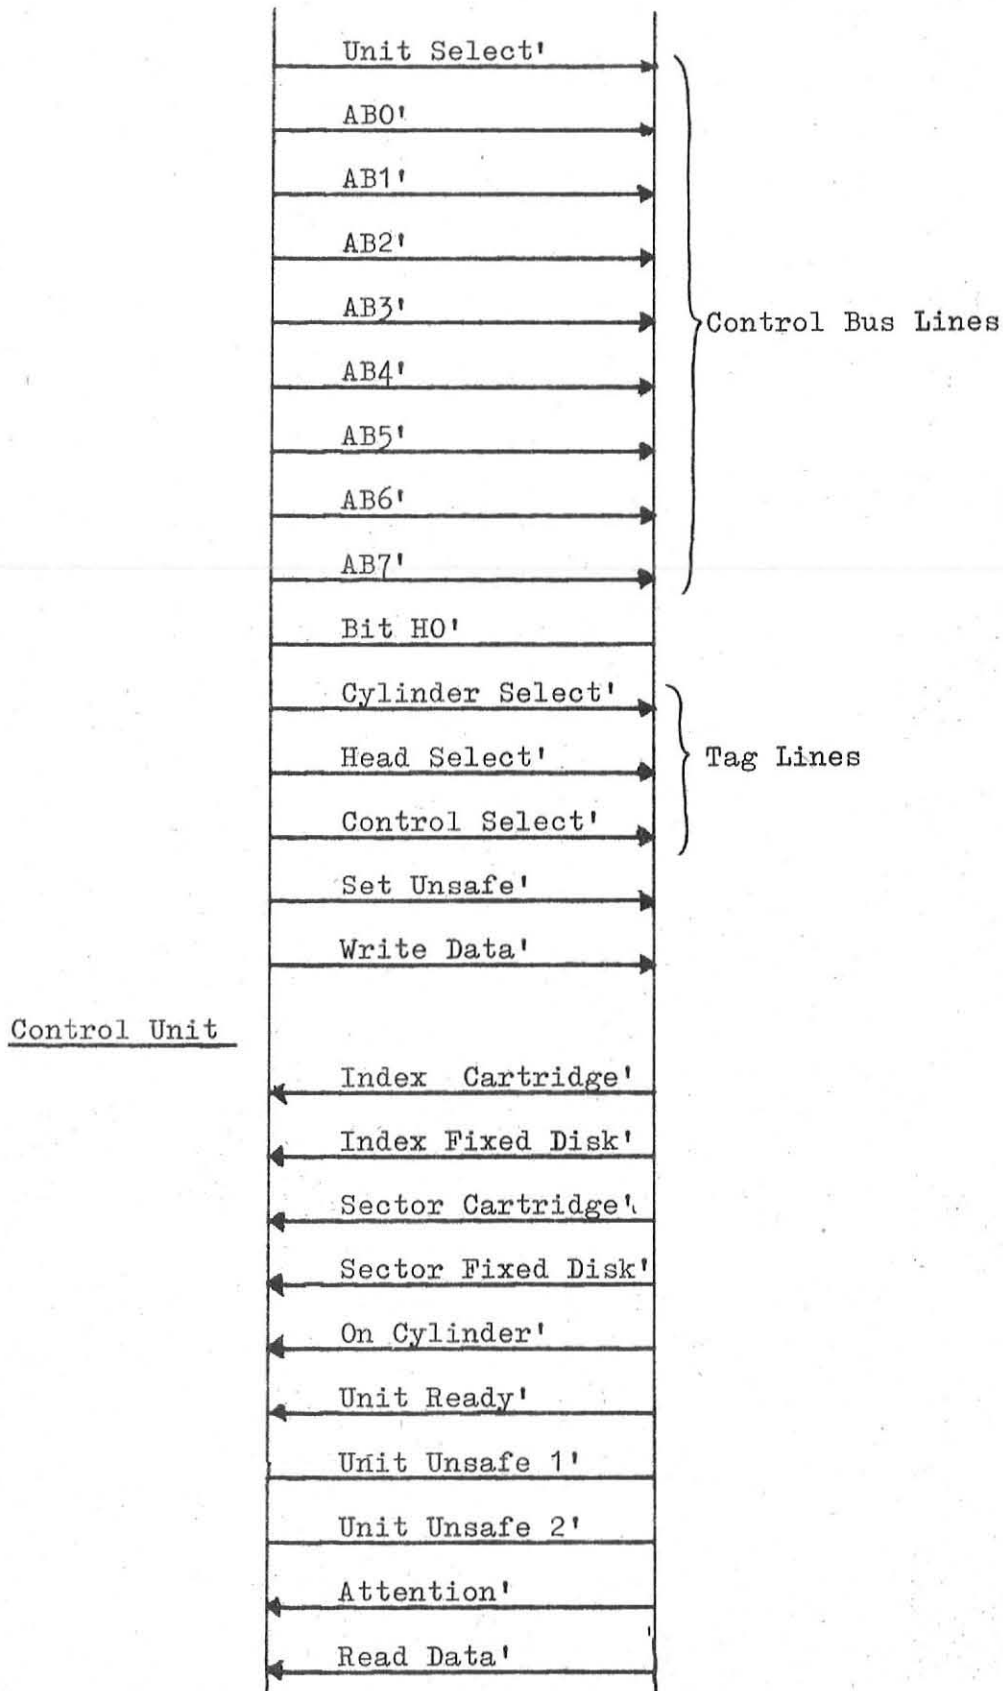 Unit Select'
AB0'
AB1'
AB2'
AB3'
Control Bus Lines
AB4'
AB5'
AB6'
AB7'
Bit H0'
Cylinder Select'
Head Select'
Tag Lines
Control Select'
Set Unsafe'
Write Data'
Control Unit
Index Cartridge'
Index Fixed Disk'
Sector Cartridge'
Sector Fixed Disk'
On Cylinder'
Unit Ready'
Unit Unsafe 1'
Unit Unsafe 2'
Attention'
Read Data'